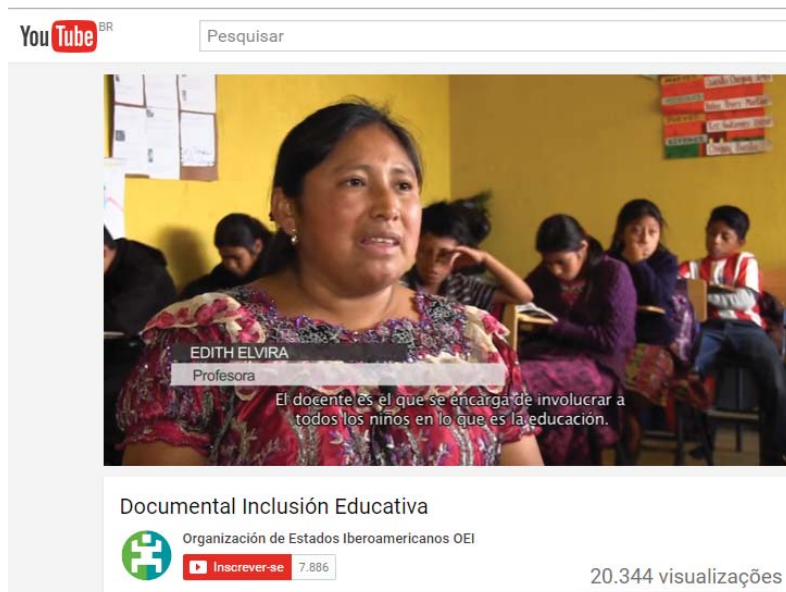 YouTube BR
Pesquisar
EDITH ELVIRA
Profesora
El docente es el que se encarga de involucrar a
todos los niños en lo que es la educación.
Documental Inclusión Educativa
Organización de Estados Iberoamericanos OEI
Inscrever-se 7.886
20.344 visualizações